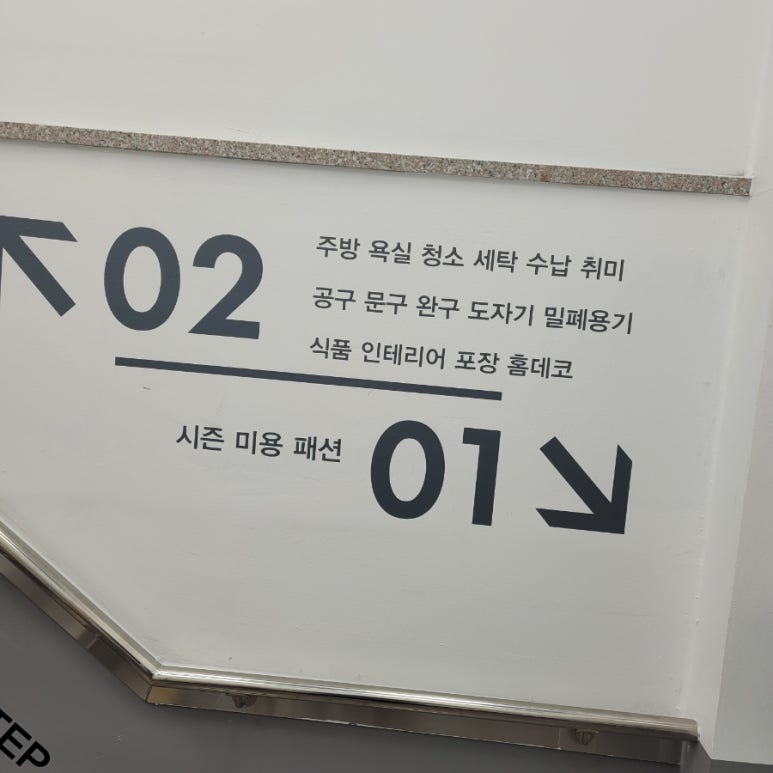 02
주방 욕실 청소 세탁 수납 취미
공구 문구 완구 도자기 밀폐용기
식품 인테리어 포장 홈데코
시즌 미용 패션
01
TEP